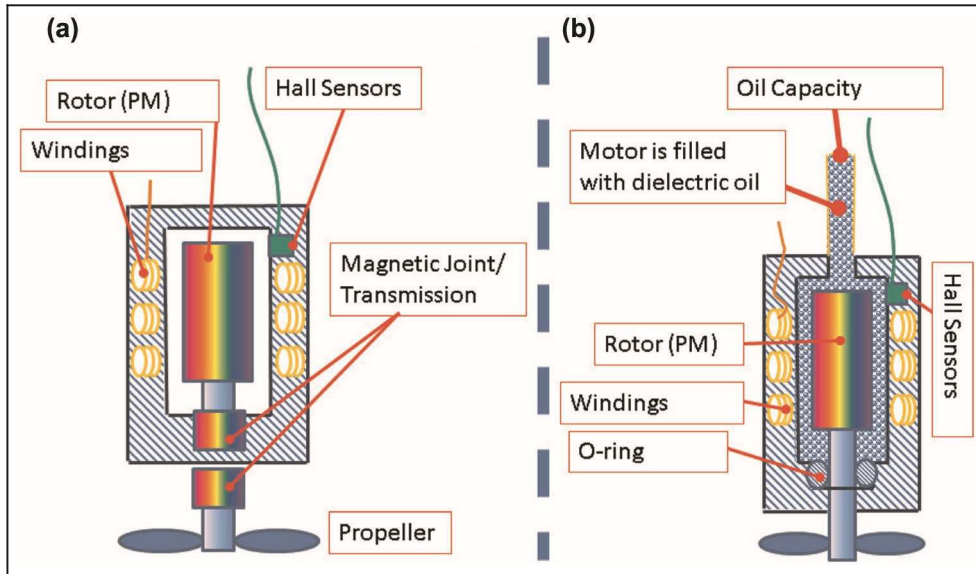 (a)
Rotor (PM)
Hall Sensors
Windings
Magnetic Joint/
Transmission
Propeller
(b)
Oil Capacity
Motor is filled
with dielectric oil
Rotor (PM)
Hall Sensors
Windings
O-ring